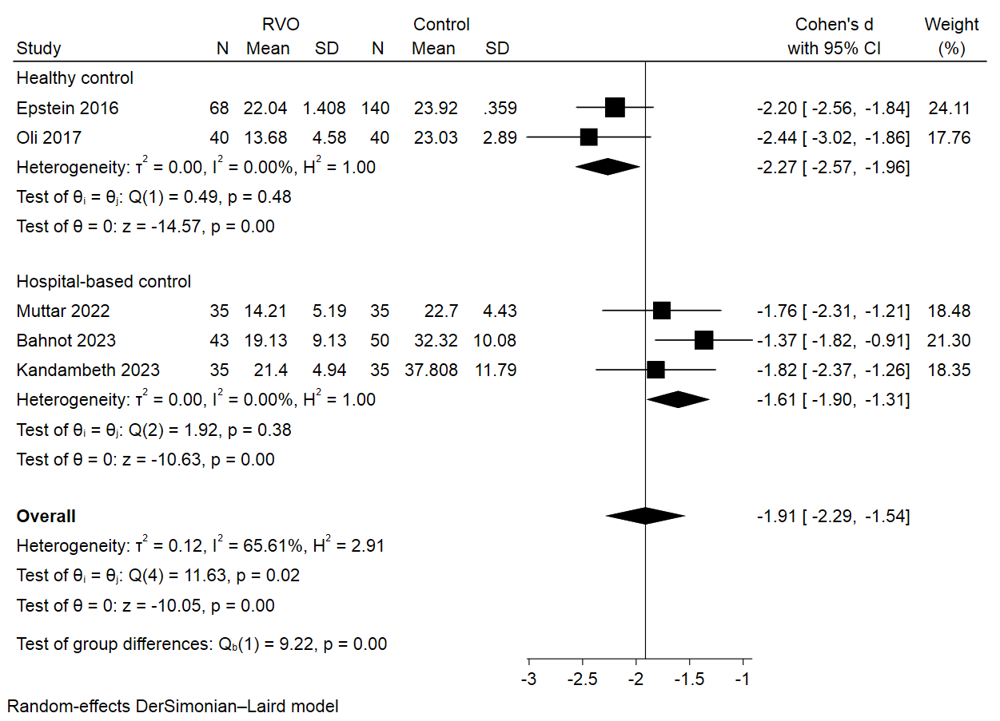 RVO Control Cohen's d Weight
Study N Mean SD N Mean SD with 95% CI (%)
Healthy control
Epstein 2016 68 22.04 1.408 140 23.92 .359 -2.20 [ -2.56, -1.84] 24.11
Oli 2017 40 13.68 4.58 40 23.03 2.89 -2.44 [ -3.02, -1.86] 17.76
Heterogeneity: τ² = 0.00, I² = 0.00%, H² = 1.00 -2.27 [ -2.57, -1.96]
Test of θᵢ = θⱼ: Q(1) = 0.49, p = 0.48
Test of θ = 0: z = -14.57, p = 0.00
Hospital-based control
Muttar 2022 35 14.21 5.19 35 22.7 4.43 -1.76 [ -2.31, -1.21] 18.48
Bahnot 2023 43 19.13 9.13 50 32.32 10.08 -1.37 [ -1.82, -0.91] 21.30
Kandambeth 2023 35 21.4 4.94 35 37.808 11.79 -1.82 [ -2.37, -1.26] 18.35
Heterogeneity: τ² = 0.00, I² = 0.00%, H² = 1.00 -1.61 [ -1.90, -1.31]
Test of θᵢ = θⱼ: Q(2) = 1.92, p = 0.38
Test of θ = 0: z = -10.63, p = 0.00
Overall -1.91 [ -2.29, -1.54]
Heterogeneity: τ² = 0.12, I² = 65.61%, H² = 2.91
Test of θᵢ = θⱼ: Q(4) = 11.63, p = 0.02
Test of θ = 0: z = -10.05, p = 0.00
Test of group differences: Q_b(1) = 9.22, p = 0.00
-3 -2.5 -2 -1.5 -1
Random-effects DerSimonian–Laird model